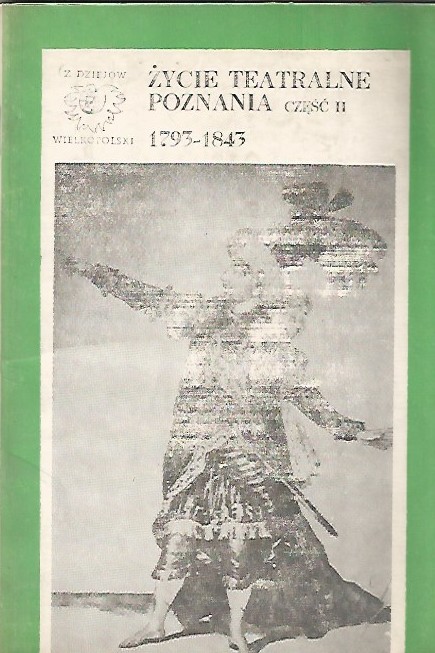 Z DZIEJÓW
WIELKOPOLSKI
ŻYCIE TEATRALNE
POZNANIA CZĘŚĆ II
1793-1843